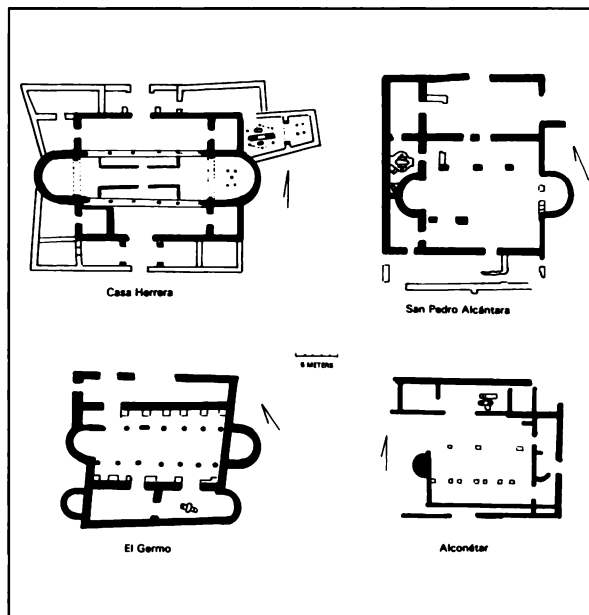 Casa Herrera
San Pedro Alcántara
5 METERS
El Germo
Alconétar